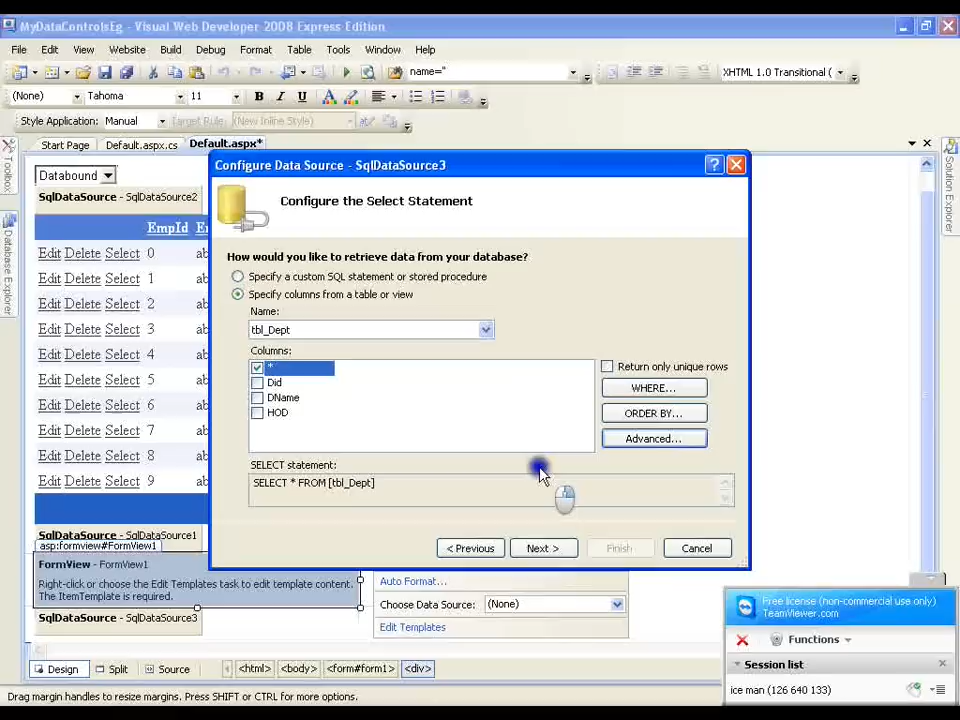 MyDataControlsEg - Visual Web Developer 2008 Express Edition
File Edit View Website Build Debug Format Table Tools Window Help
name=" XHTML 1.0 Transitional (
(None) Tahoma 11 B I U A
Style Application: Manual Target Rule: (New Inline Style)
Start Page Default.aspx.cs Default.aspx*
Toolbox
Database Explorer
Solution Explorer
Databound
SqlDataSource - SqlDataSource2
EmpId
Edit Delete Select 0 ab
Edit Delete Select 1 ab
Edit Delete Select 2 ab
Edit Delete Select 3 ab
Edit Delete Select 4 ab
Edit Delete Select 5 ab
Edit Delete Select 6 ab
Edit Delete Select 7 ab
Edit Delete Select 8 ab
Edit Delete Select 9 ab
SqlDataSource - SqlDataSource1
asp:formview#FormView1
FormView - FormView1
Right-click or choose the Edit Templates task to edit template content.
The ItemTemplate is required.
SqlDataSource - SqlDataSource3
Auto Format...
Choose Data Source: (None)
Edit Templates
Configure Data Source - SqlDataSource3
Configure the Select Statement
How would you like to retrieve data from your database?
Specify a custom SQL statement or stored procedure
Specify columns from a table or view
Name:
tbl_Dept
Columns:
*
Did
DName
HOD
Return only unique rows
WHERE...
ORDER BY...
Advanced...
SELECT statement:
SELECT * FROM [tbl_Dept]
< Previous Next > Finish Cancel
Free license (non-commercial use only)
TeamViewer.com
Functions
Session list
ice man (126 640 133)
Design Split Source <html> <body> <form#form1> <div>
Drag margin handles to resize margins. Press SHIFT or CTRL for more options.